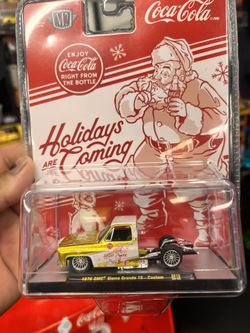 M2
Coca-Cola
ENJOY
Coca-Cola
RIGHT FROM
THE BOTTLE
Holidays
ARE
Coming
1976 GMC Sierra Grande 15 - Custom